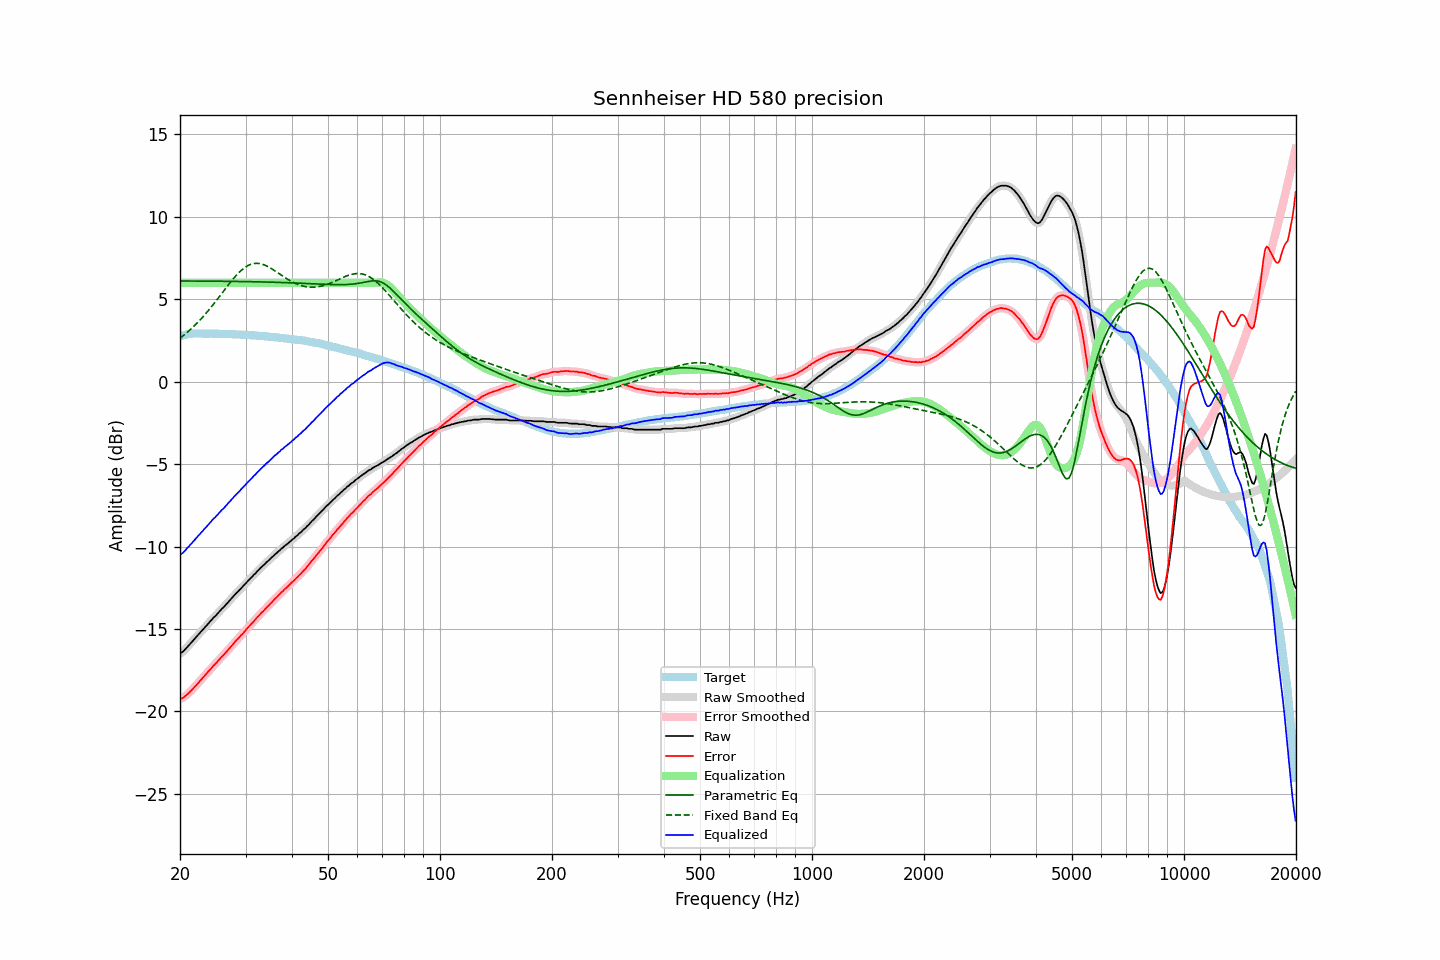 Sennheiser HD 580 precision
Amplitude (dBr)
15
10
5
0
−5
−10
−15
−20
−25
Target
Raw Smoothed
Error Smoothed
Raw
Error
Equalization
Parametric Eq
Fixed Band Eq
Equalized
20 50 100 200 500 1000 2000 5000 10000 20000
Frequency (Hz)